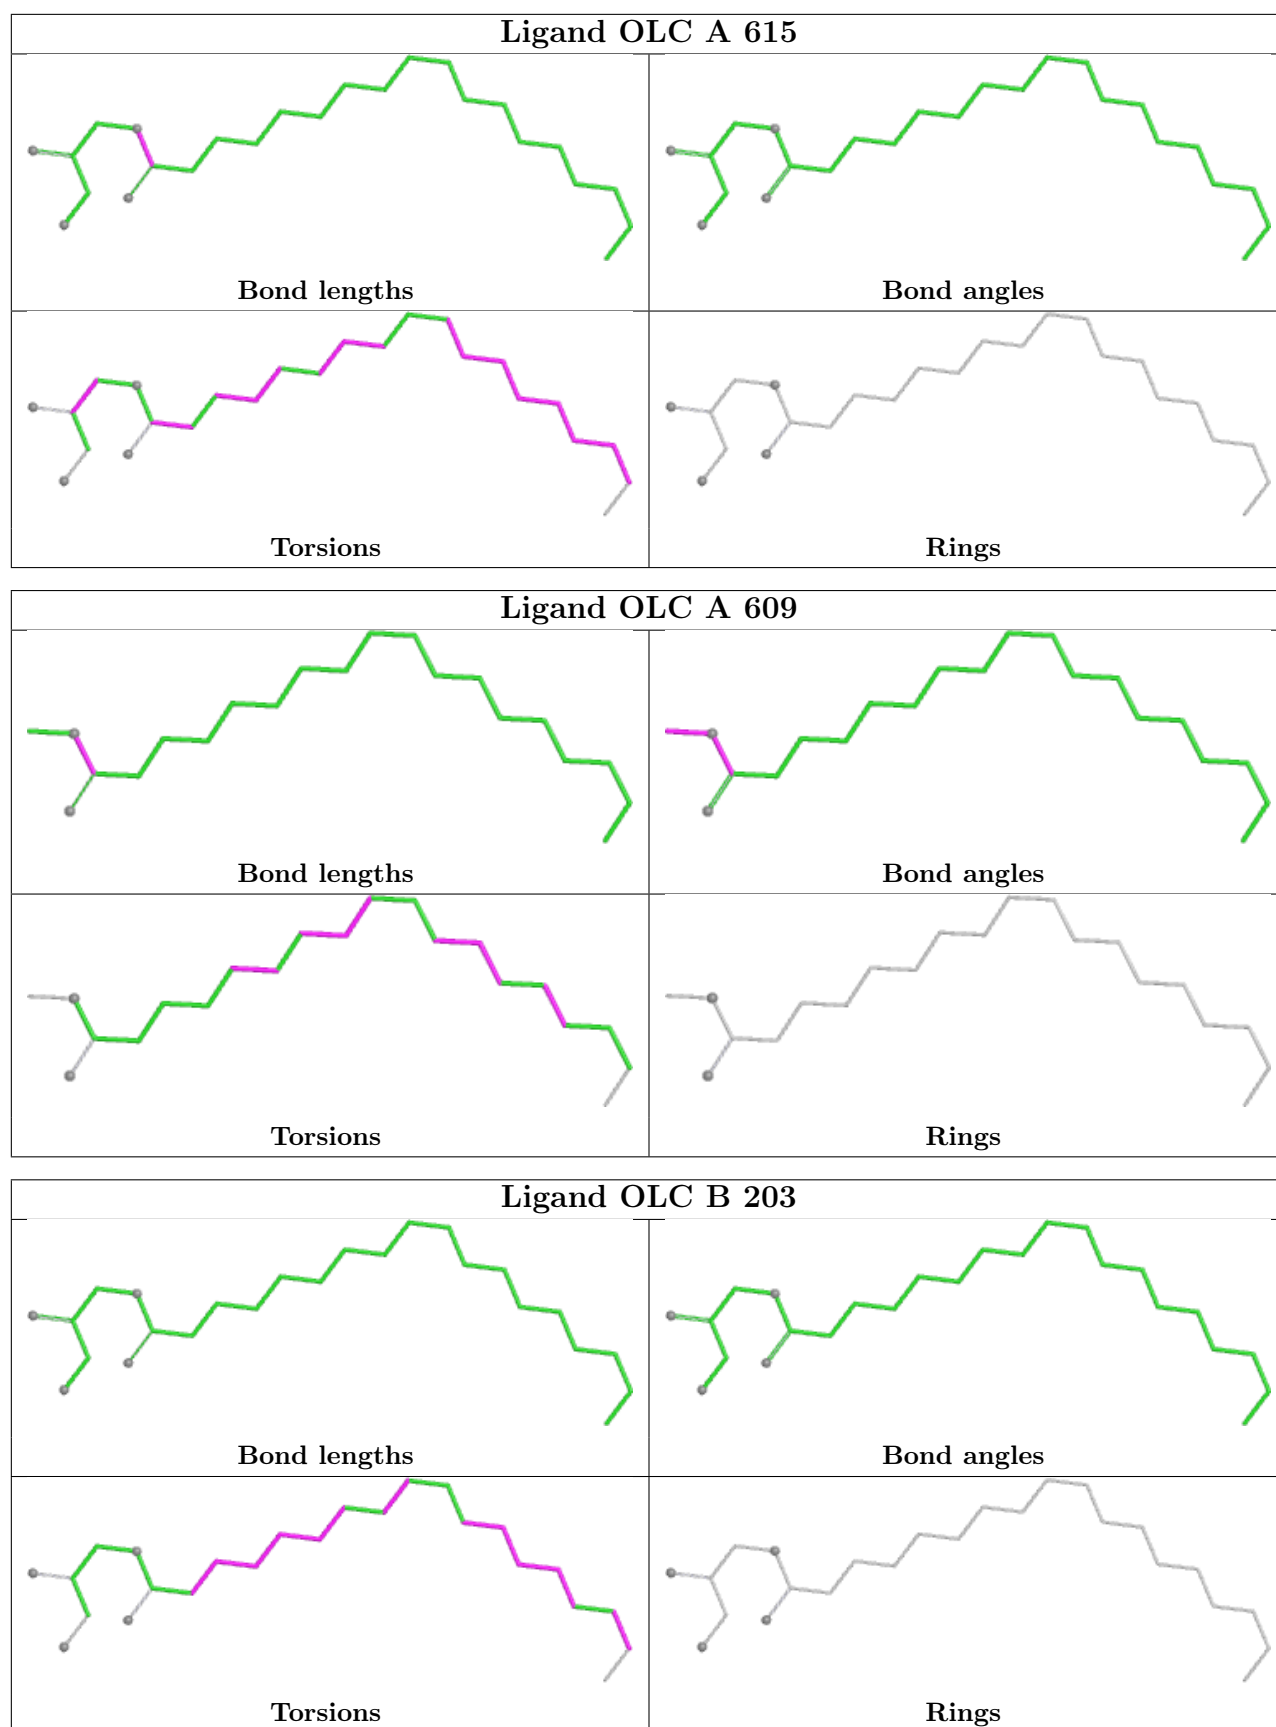 Ligand OLC A 615
Bond lengths
Bond angles
Torsions
Rings
Ligand OLC A 609
Bond lengths
Bond angles
Torsions
Rings
Ligand OLC B 203
Bond lengths
Bond angles
Torsions
Rings